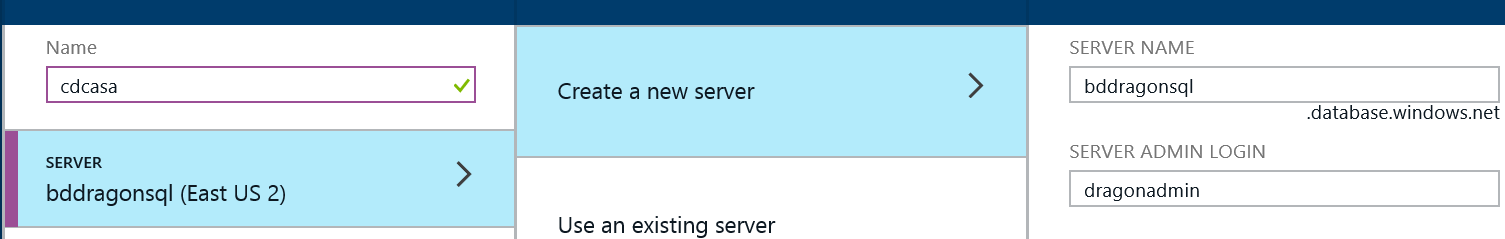 Name
cdcasa
SERVER
bddragonsql (East US 2)
Create a new server
Use an existing server
SERVER NAME
bddragonsql
.database.windows.net
SERVER ADMIN LOGIN
dragonadmin